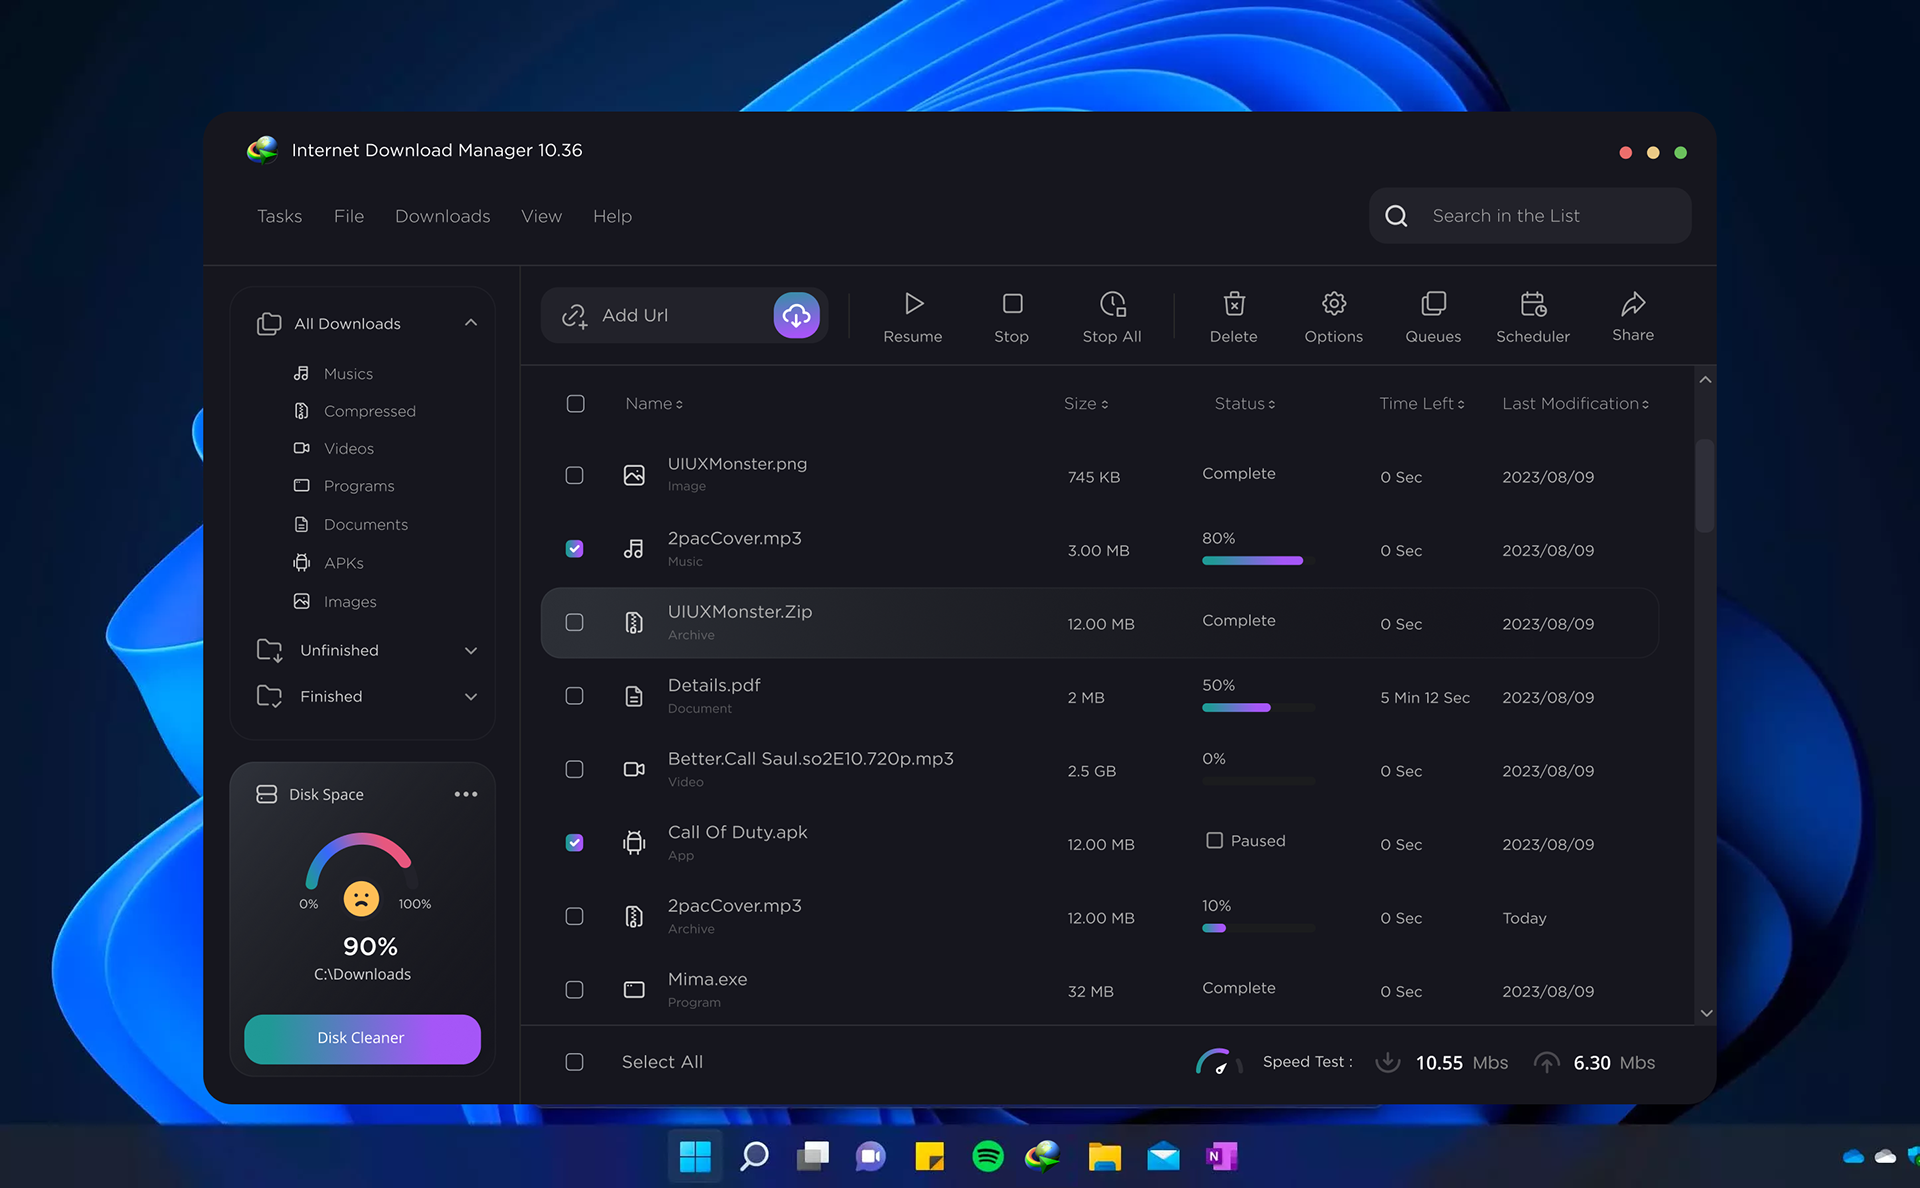 Internet Download Manager 10.36
Tasks File Downloads View Help
Search in the List
All Downloads
Musics
Compressed
Videos
Programs
Documents
APKs
Images
Unfinished
Finished
Disk Space
0% 100%
90%
C:\Downloads
Disk Cleaner
Add Url
Resume Stop Stop All Delete Options Queues Scheduler Share
Name Size Status Time Left Last Modification
UIUXMonster.png
Image
745 KB Complete 0 Sec 2023/08/09
2pacCover.mp3
Music
3.00 MB 80% 0 Sec 2023/08/09
UIUXMonster.Zip
Archive
12.00 MB Complete 0 Sec 2023/08/09
Details.pdf
Document
2 MB 50% 5 Min 12 Sec 2023/08/09
Better.Call Saul.so2E10.720p.mp3
Video
2.5 GB 0% 0 Sec 2023/08/09
Call Of Duty.apk
App
12.00 MB Paused 0 Sec 2023/08/09
2pacCover.mp3
Archive
12.00 MB 10% 0 Sec Today
Mima.exe
Program
32 MB Complete 0 Sec 2023/08/09
Select All
Speed Test : 10.55 Mbs 6.30 Mbs
N